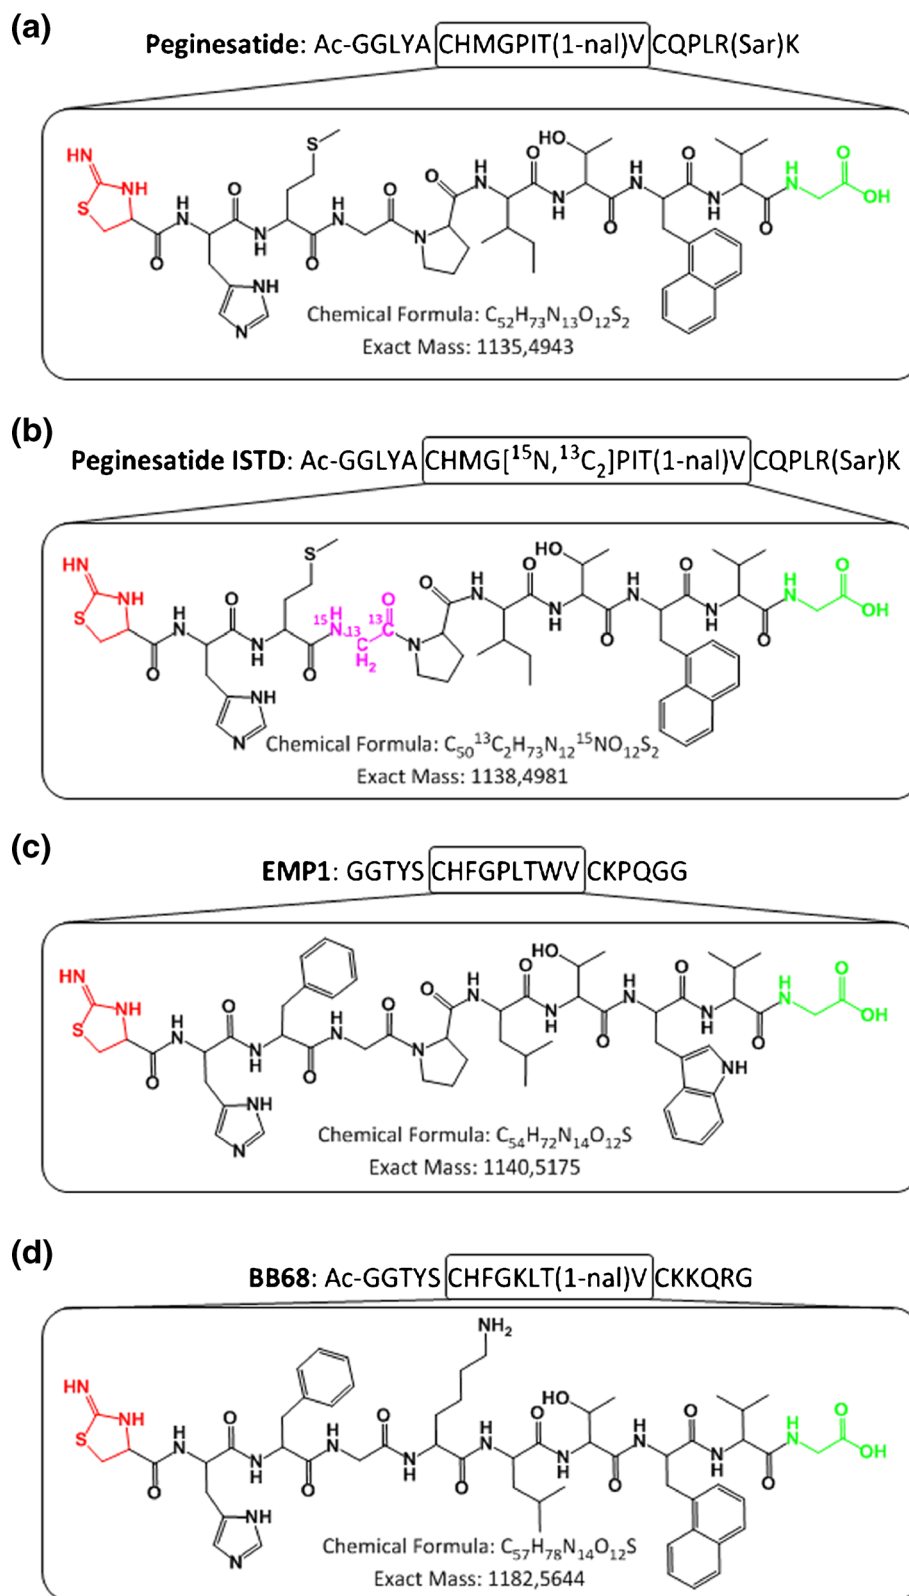 (a)
Peginesatide: Ac-GGLYA CHMGPIT(1-nal)V CQPLR(Sar)K
HN
S
NH
O
H
N
O
N
H
NH
N
S
O
H
N
O
O
N
H
N
O
N
H
HO
O
H
N
O
N
H
O
H
N
O
OH
Chemical Formula: C52H73N13O12S2
Exact Mass: 1135,4943
(b)
Peginesatide ISTD: Ac-GGLYA CHMG[15N,13C2]PIT(1-nal)V CQPLR(Sar)K
HN
S
NH
O
H
N
O
N
H
NH
N
S
O
15
H
N
13
C
H2
13
C
O
N
O
H
N
O
N
H
HO
O
H
N
O
N
H
O
H
N
O
OH
Chemical Formula: C50 13C2H73N12 15NO12S2
Exact Mass: 1138,4981
(c)
EMP1: GGTYS CHFGPLTWV CKPQGG
HN
S
NH
O
H
N
O
N
H
NH
N
O
H
N
O
N
O
H
N
O
N
H
HO
O
H
N
O
NH
N
H
O
H
N
O
OH
Chemical Formula: C54H72N14O12S
Exact Mass: 1140,5175
(d)
BB68: Ac-GGTYS CHFGKLT(1-nal)V CKKQRG
HN
S
NH
O
H
N
O
N
H
NH
N
O
H
N
O
N
H
NH2
O
H
N
O
N
H
HO
O
H
N
O
N
H
O
H
N
O
OH
Chemical Formula: C57H78N14O12S
Exact Mass: 1182,5644